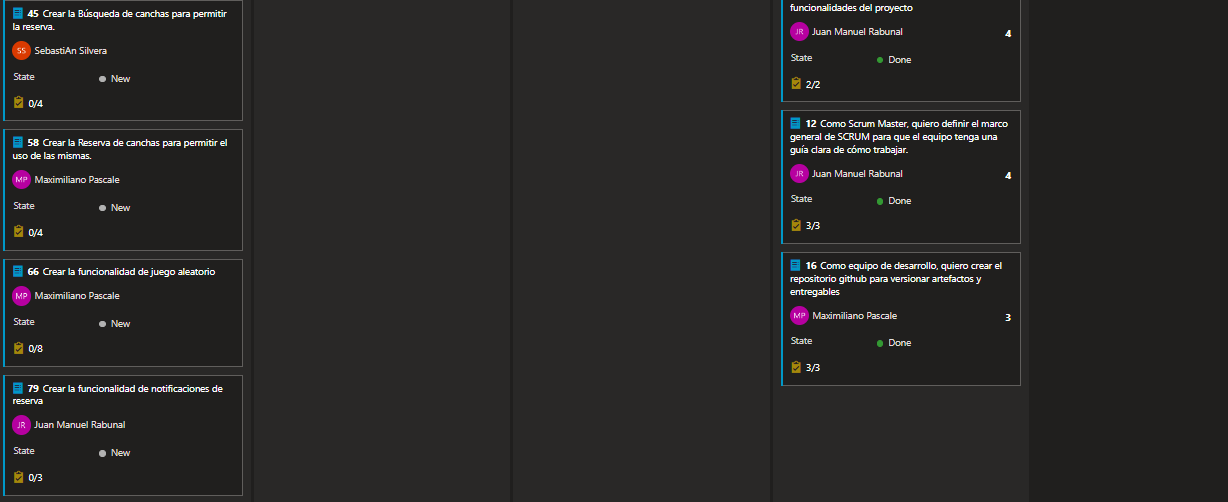 45 Crear la Búsqueda de canchas para permitir
la reserva.
SS SebastiAn Silvera
State New
0/4
58 Crear la Reserva de canchas para permitir el
uso de las mismas.
MP Maximiliano Pascale
State New
0/4
66 Crear la funcionalidad de juego aleatorio
MP Maximiliano Pascale
State New
0/8
79 Crear la funcionalidad de notificaciones de
reserva
JR Juan Manuel Rabunal
State New
0/3
funcionalidades del proyecto
JR Juan Manuel Rabunal 4
State Done
2/2
12 Como Scrum Master, quiero definir el marco
general de SCRUM para que el equipo tenga una
guía clara de cómo trabajar.
JR Juan Manuel Rabunal 4
State Done
3/3
16 Como equipo de desarrollo, quiero crear el
repositorio github para versionar artefactos y
entregables
MP Maximiliano Pascale 3
State Done
3/3